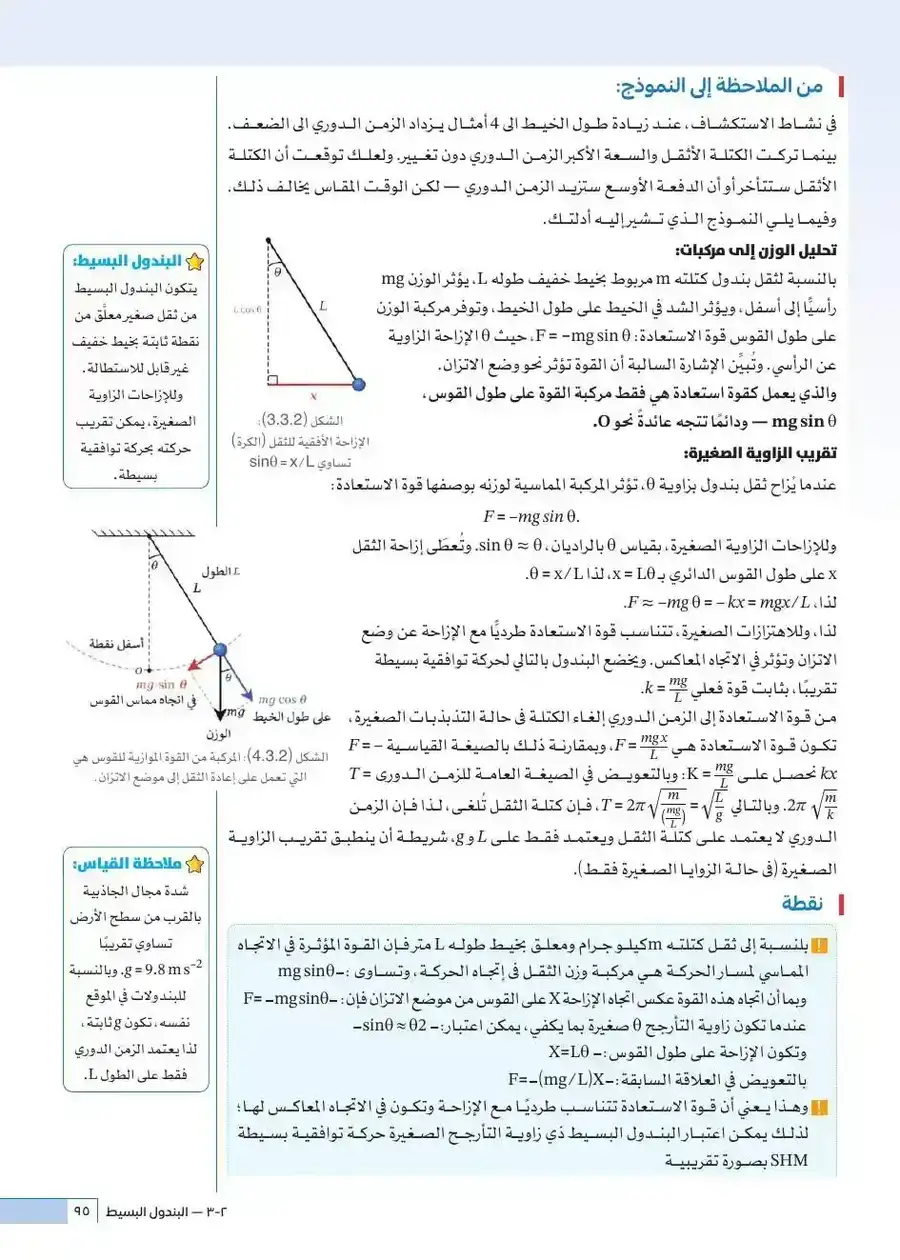 من الملاحظة إلى النموذج:
في نشاط الاستكشاف، عند زيادة طول الخيط الى 4 أمثال يزداد الزمن الدوري الى الضعف.
بينما تركت الكتلة الأثقل والسعة الأكبر الزمن الدوري دون تغيير. ولعلك توقعت أن الكتلة
الأثقل ستتأخر أو أن الدفعة الأوسع ستزيد الزمن الدوري — لكن الوقت المقاس يخالف ذلك.
وفيما يلي النموذج الذي تشير إليه أدلتك.
تحليل الوزن إلى مركبات:
بالنسبة لثقل بندول كتلته m مربوط بخيط خفيف طوله L، يؤثر الوزن mg
رأسيًا إلى أسفل، ويؤثر الشد في الخيط على طول الخيط، وتوفر مركبة الوزن
على طول القوس قوة الاستعادة: F = −mg sin θ، حيث θ الإزاحة الزاوية
عن الرأسي. وتُبيِّن الإشارة السالبة أن القوة تؤثر نحو وضع الاتزان.
والذي يعمل كقوة استعادة هي فقط مركبة القوة على طول القوس،
mg sin θ — ودائمًا تتجه عائدةً نحو O.
θ
L cos θ
L
x
الشكل (3.3.2):
الإزاحة الأفقية للثقل (الكرة)
تساوي sinθ = x/L
تقريب الزاوية الصغيرة:
عندما يُزاح ثقل بندول بزاوية θ، تؤثر المركبة المماسية لوزنه بوصفها قوة الاستعادة:
F = −mg sin θ.
وللإزاحات الزاوية الصغيرة، بقياس θ بالراديان، sin θ ≈ θ. وتُعطَى إزاحة الثقل
x على طول القوس الدائري بـ x = Lθ، لذا θ = x/L.
لذا، F ≈ −mg θ = − kx = mgx/L.
لذا، وللاهتزازات الصغيرة، تتناسب قوة الاستعادة طرديًّا مع الإزاحة عن وضع
الاتزان وتؤثر في الاتجاه المعاكس. ويخضع البندول بالتالي لحركة توافقية بسيطة
تقريبًا، بثابت قوة فعلي k = mg/L.
من قوة الاستعادة إلى الزمن الدوري إلغاء الكتلة في حالة التذبذبات الصغيرة،
تكون قوة الاستعادة هي F = mgx/L، وبمقارنة ذلك بالصيغة القياسية F = −
kx نحصل على K = mg/L: وبالتعويض في الصيغة العامة للزمن الدورى T =
2π √(m/k). وبالتالي T = 2π √(m/(mg/L)) = √(L/g)، فإن كتلة الثقل تُلغى، لذا فإن الزمن
الدوري لا يعتمد على كتلة الثقل ويعتمد فقط على L و g، شريطة أن ينطبق تقريب الزاوية
الصغيرة (في حالة الزوايا الصغيرة فقط).
نقطة
بلنسبة إلى ثقل كتلته m كيلو جرام ومعلق بخيط طوله L متر فإن القوة المؤثرة في الاتجاه
المماسي لمسار الحركة هي مركبة وزن الثقل فى إتجاه الحركة، وتساوى :−mg sinθ
وبما أن اتجاه هذه القوة عكس اتجاه الإزاحة X على القوس من موضع الاتزان فإن: −F= −mgsinθ
عندما تكون زاوية التأرجح θ صغيرة بما يكفي، يمكن اعتبار:− sinθ ≈ θ2−
وتكون الإزاحة على طول القوس:− X=Lθ
بالتعويض في العلاقة السابقة:−F=−(mg/L)X
وهذا يعني أن قوة الاستعادة تتناسب طرديًا مع الإزاحة وتكون في الاتجاه المعاكس لها؛
لذلك يمكن اعتبار البندول البسيط ذي زاوية التأرجح الصغيرة حركة توافقية بسيطة
SHM بصورة تقريبية
البندول البسيط:
يتكون البندول البسيط
من ثقل صغير معلَّق من
نقطة ثابتة بخيط خفيف
غير قابل للاستطالة.
وللإزاحات الزاوية
الصغيرة، يمكن تقريب
حركته بحركة توافقية
بسيطة.
θ
الطول L
L
أسفل نقطة
O
θ
mg sin θ
في اتجاه مماس القوس
mg cos θ
على طول الخيط
mg
الوزن
الشكل (4.3.2): المركبة من القوة الموازية للقوس هي
التي تعمل على إعادة الثقل إلى موضع الاتزان.
ملاحظة القياس:
شدة مجال الجاذبية
بالقرب من سطح الأرض
تساوي تقريبًا
g = 9.8 m s⁻². وبالنسبة
للبندولات في الموقع
نفسه، تكون g ثابتة،
لذا يعتمد الزمن الدوري
فقط على الطول L.
٢-٣ — البندول البسيط
٩٥